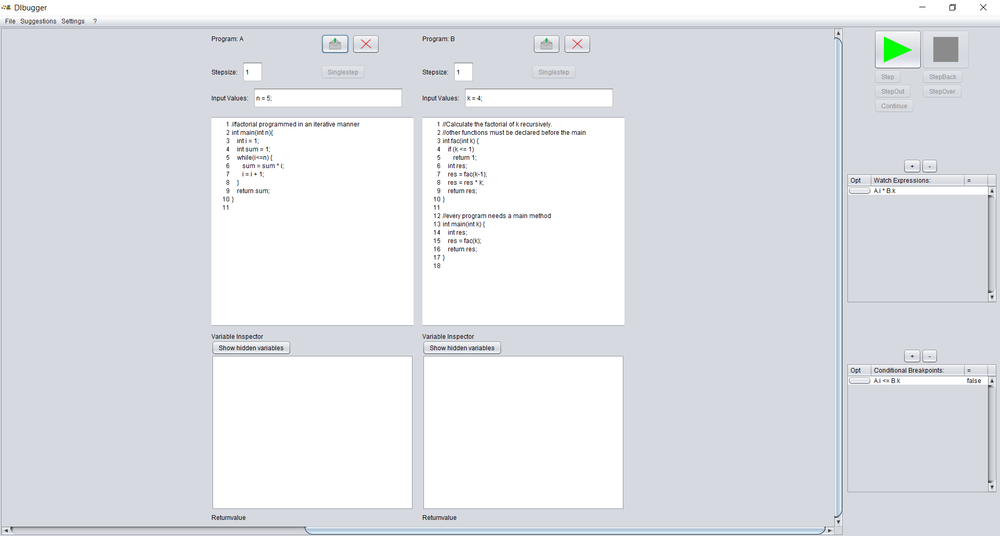 DIbugger
File Suggestions Settings ?
Program: A
Stepsize: 1 Singlestep
Input Values: n = 5;
1 //factorial programmed in an iterative manner
2 int main(int n){
3 int i = 1;
4 int sum = 1;
5 while(i<=n) {
6 sum = sum * i;
7 i = i + 1;
8 }
9 return sum;
10 }
11
Variable Inspector
Show hidden variables
Returnvalue
Program: B
Stepsize: 1 Singlestep
Input Values: k = 4;
1 //Calculate the factorial of k recursively.
2 //other functions must be declared before the main
3 int fac(int k) {
4 if (k <= 1)
5 return 1;
6 int res;
7 res = fac(k-1);
8 res = res * k;
9 return res;
10 }
11
12 //every program needs a main method
13 int main(int k) {
14 int res;
15 res = fac(k);
16 return res;
17 }
18
Variable Inspector
Show hidden variables
Returnvalue
Step StepBack
StepOut StepOver
Continue
+ -
Opt Watch Expressions: =
A.i * B.k
+ -
Opt Conditional Breakpoints: =
A.i <= B.k false